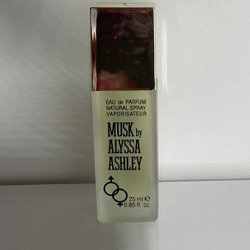 EAU de PARFUM
NATURAL SPRAY
VAPORISATEUR
MUSK by
ALYSSA
ASHLEY
25 ml e
0.85 fl. oz.